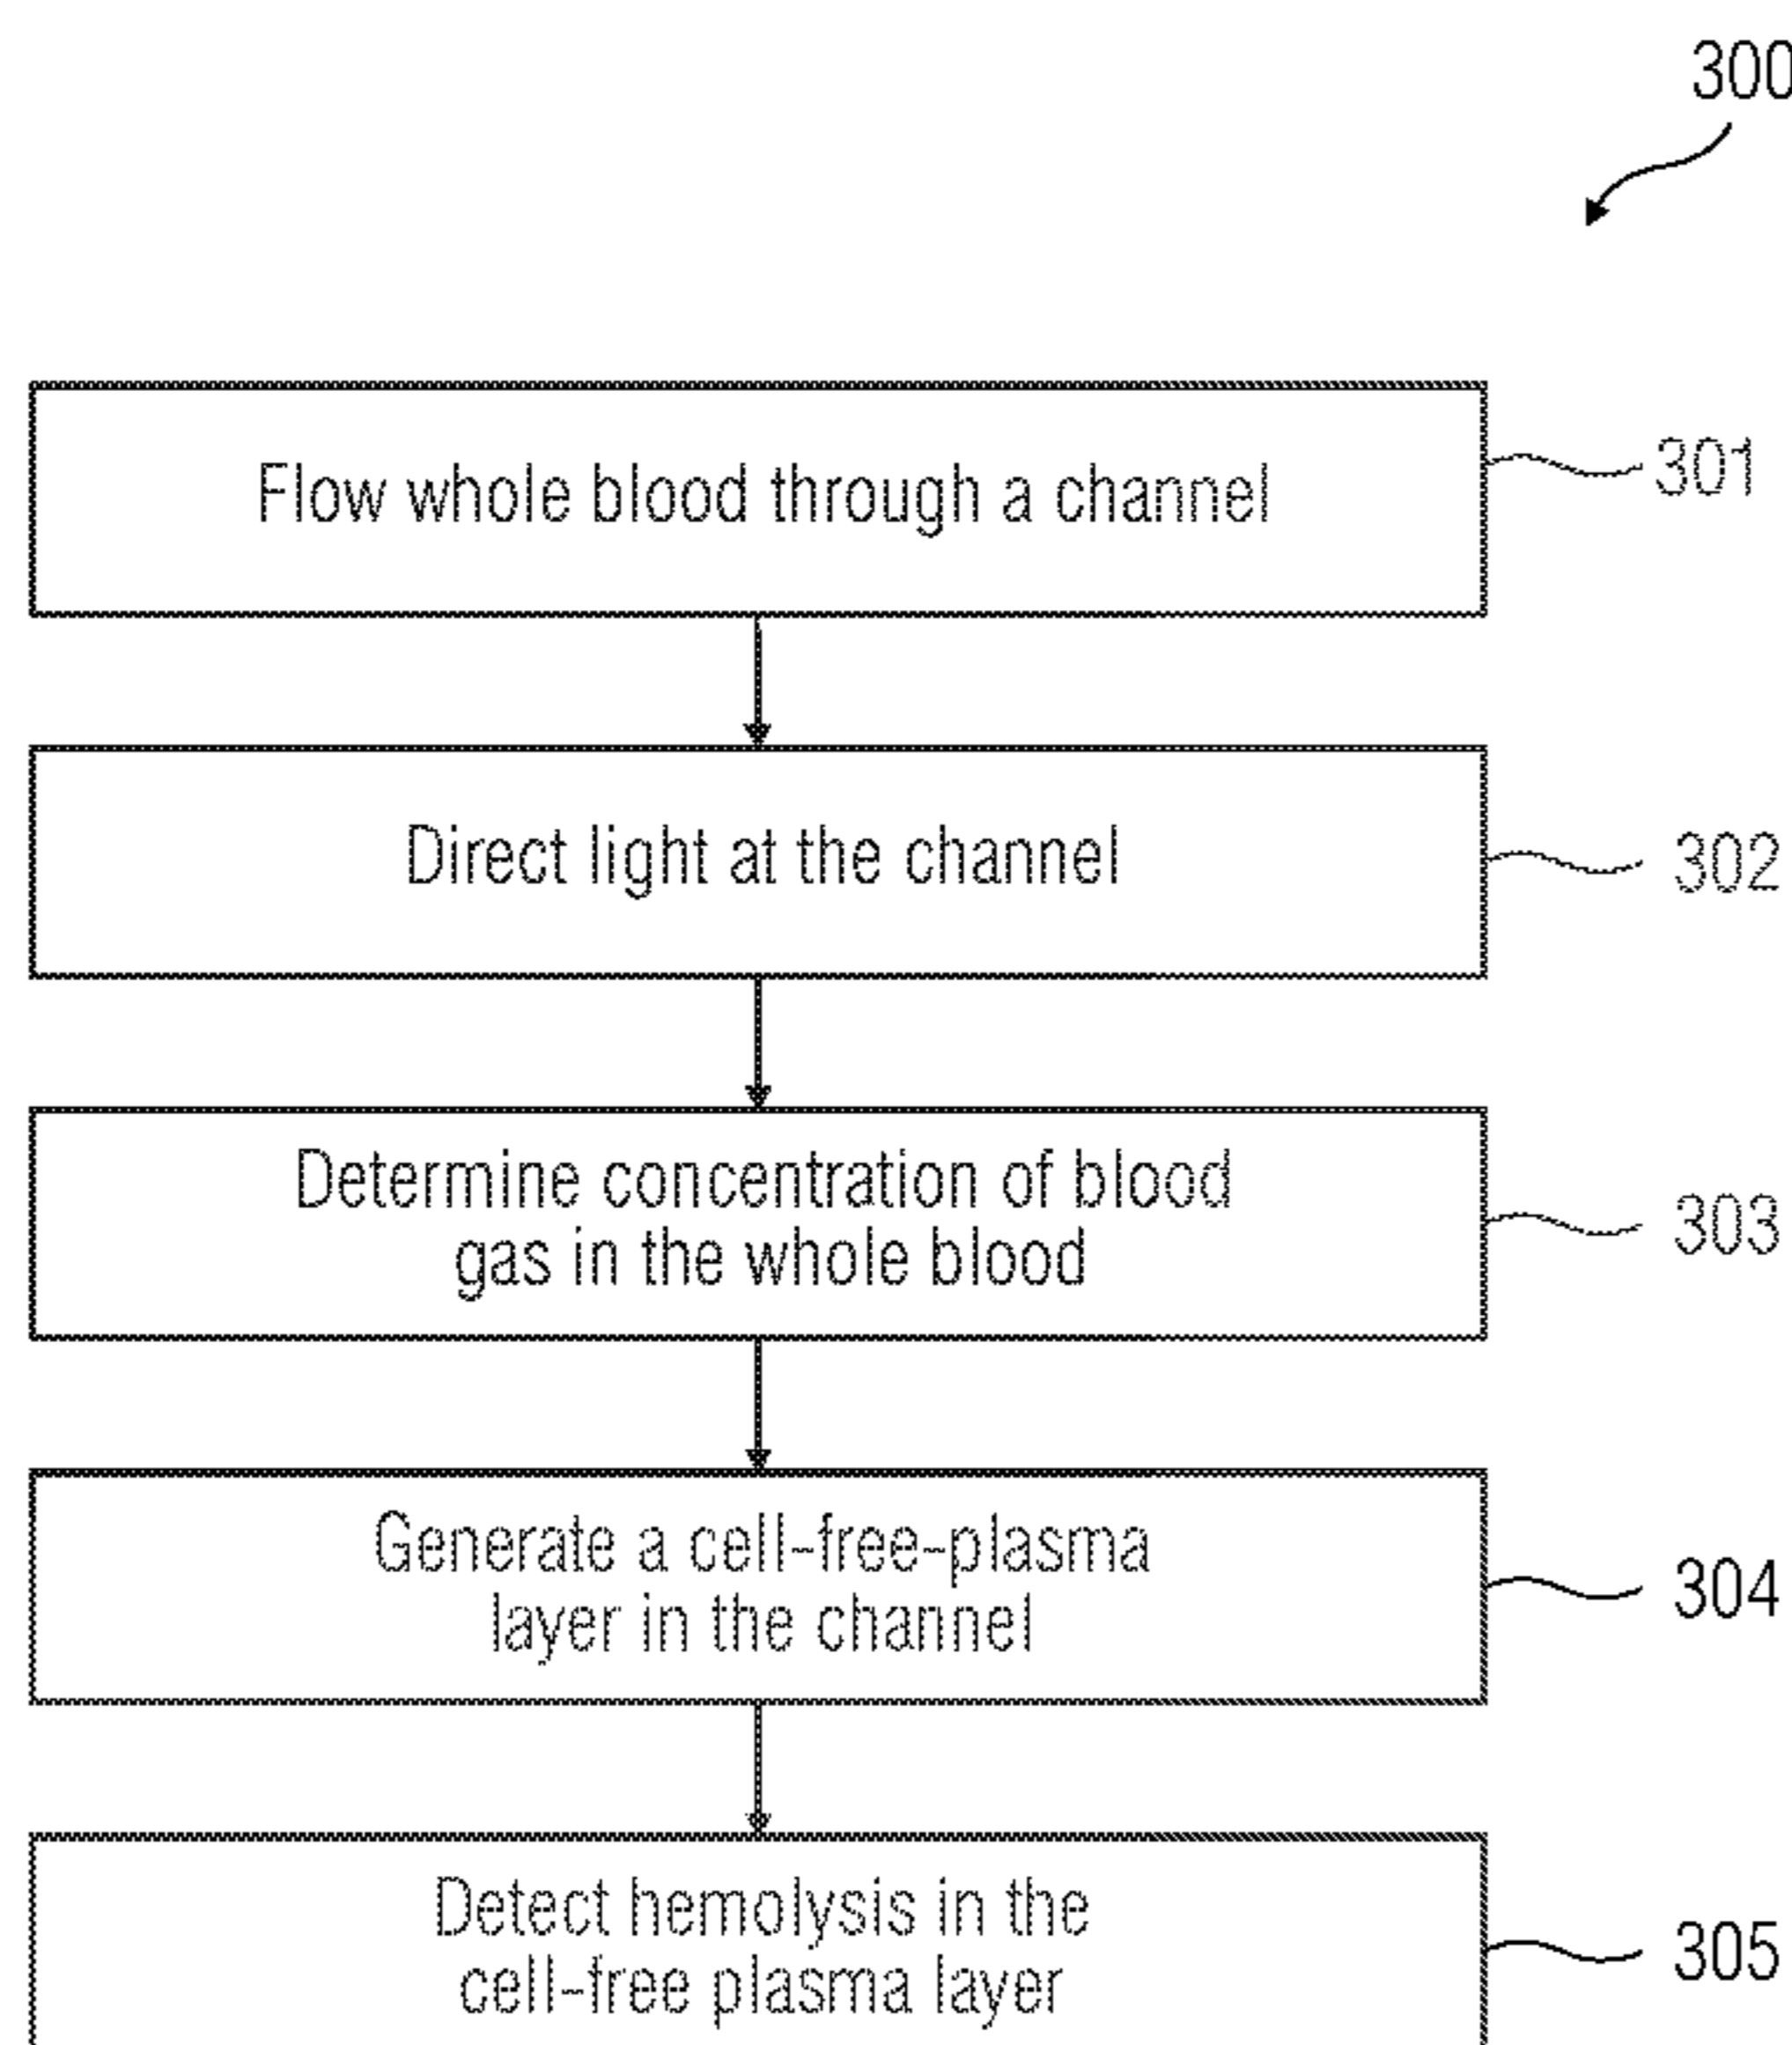 300
Flow whole blood through a channel
301
Direct light at the channel
302
Determine concentration of blood
gas in the whole blood
303
Generate a cell-free-plasma
layer in the channel
304
Detect hemolysis in the
cell-free plasma layer
305